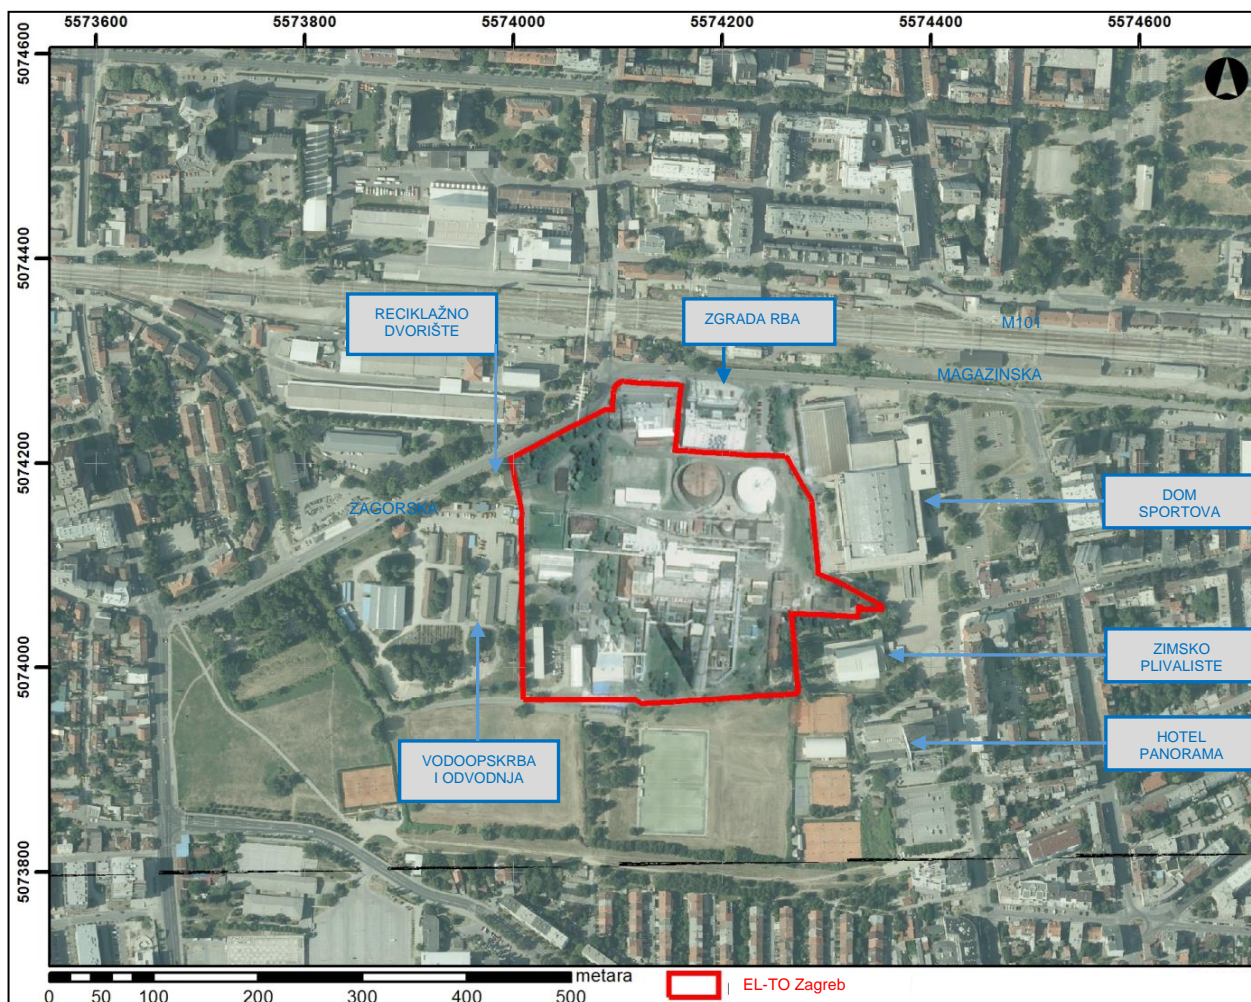 5573600 5573800 5574000 5574200 5574400 5574600
5074600
5074400
5074200
5074000
5073800
RECIKLAŽNO
DVORIŠTE
ZGRADA RBA
M101
MAGAZINSKA
ZAGORSKA
DOM
SPORTOVA
ZIMSKO
PLIVALISTE
HOTEL
PANORAMA
VODOOPSKRBA
I ODVODNJA
metara
0 50 100 200 300 400 500
EL-TO Zagreb